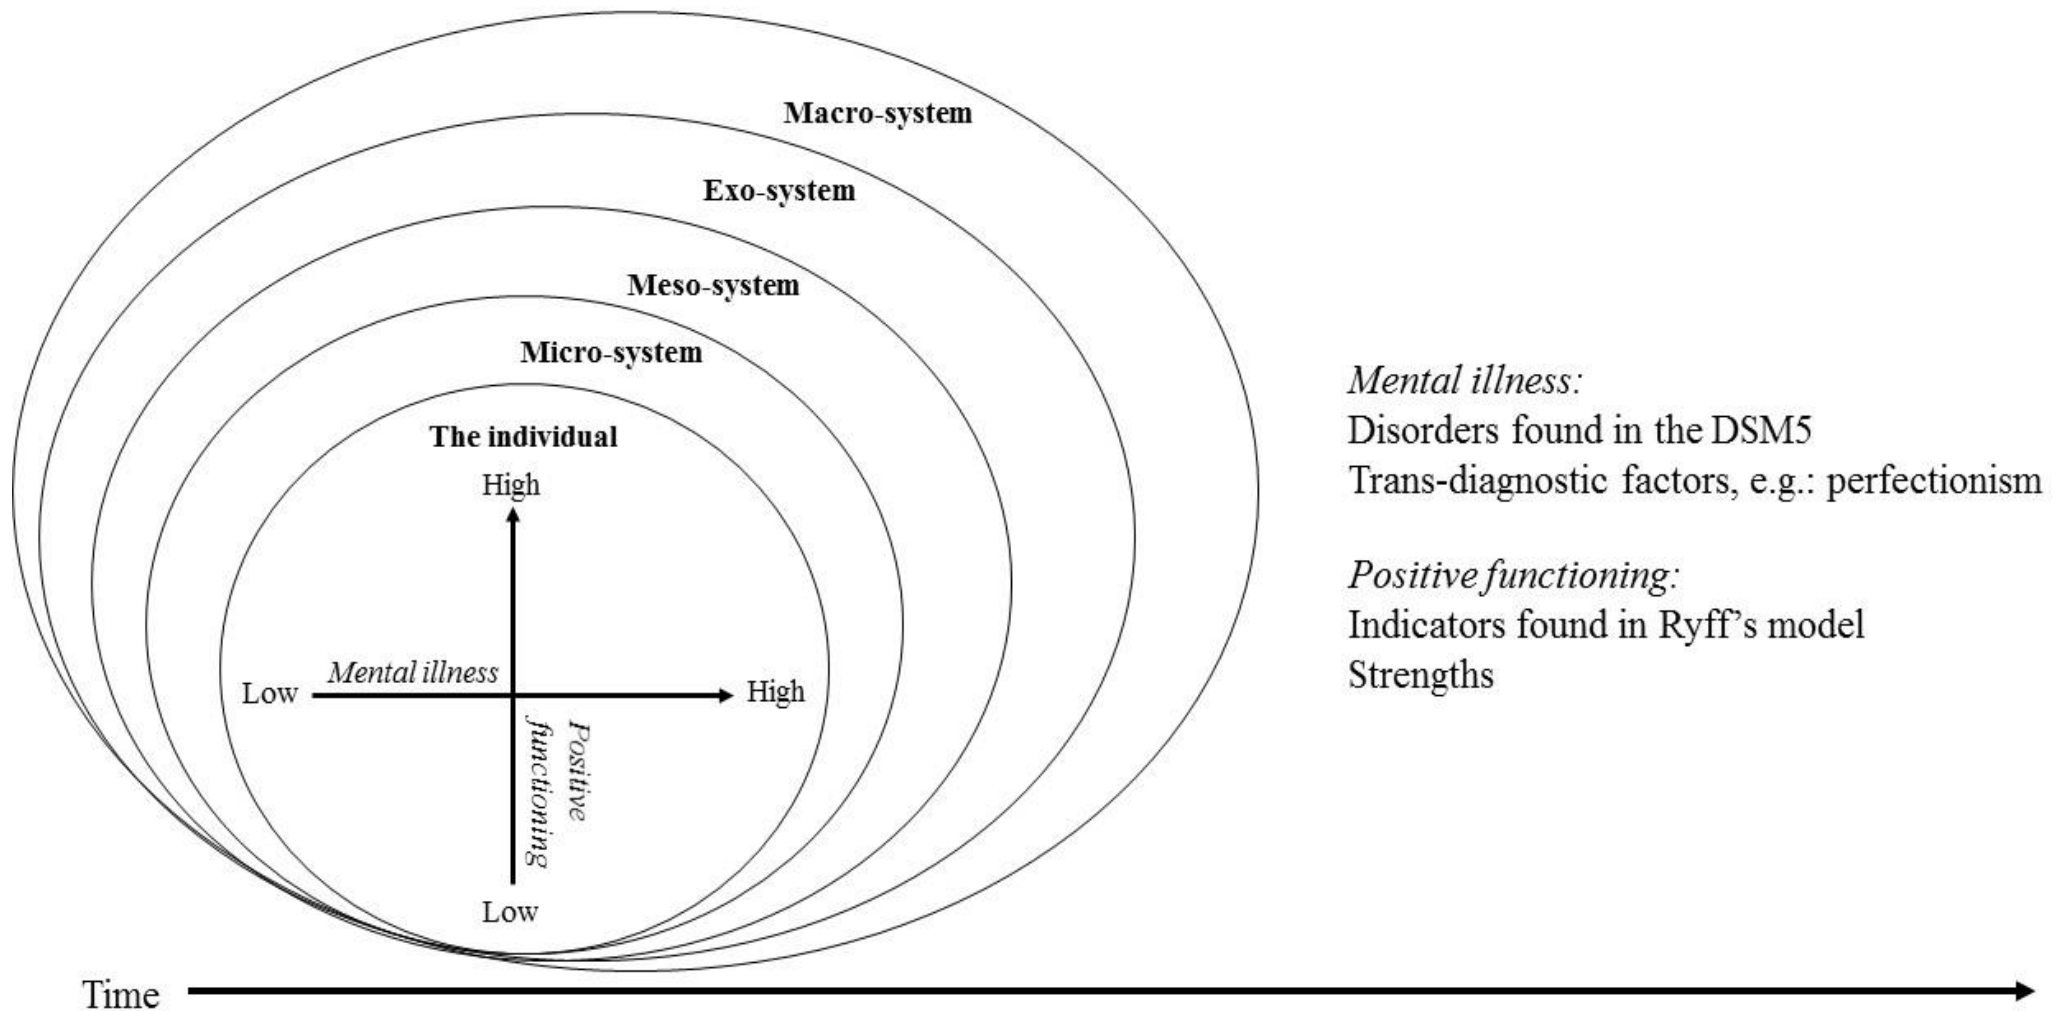 Macro-system
Exo-system
Meso-system
Micro-system
The individual
High
Mental illness
Low
High
Positive
functioning
Low
Mental illness:
Disorders found in the DSM5
Trans-diagnostic factors, e.g.: perfectionism
Positive functioning:
Indicators found in Ryff’s model
Strengths
Time